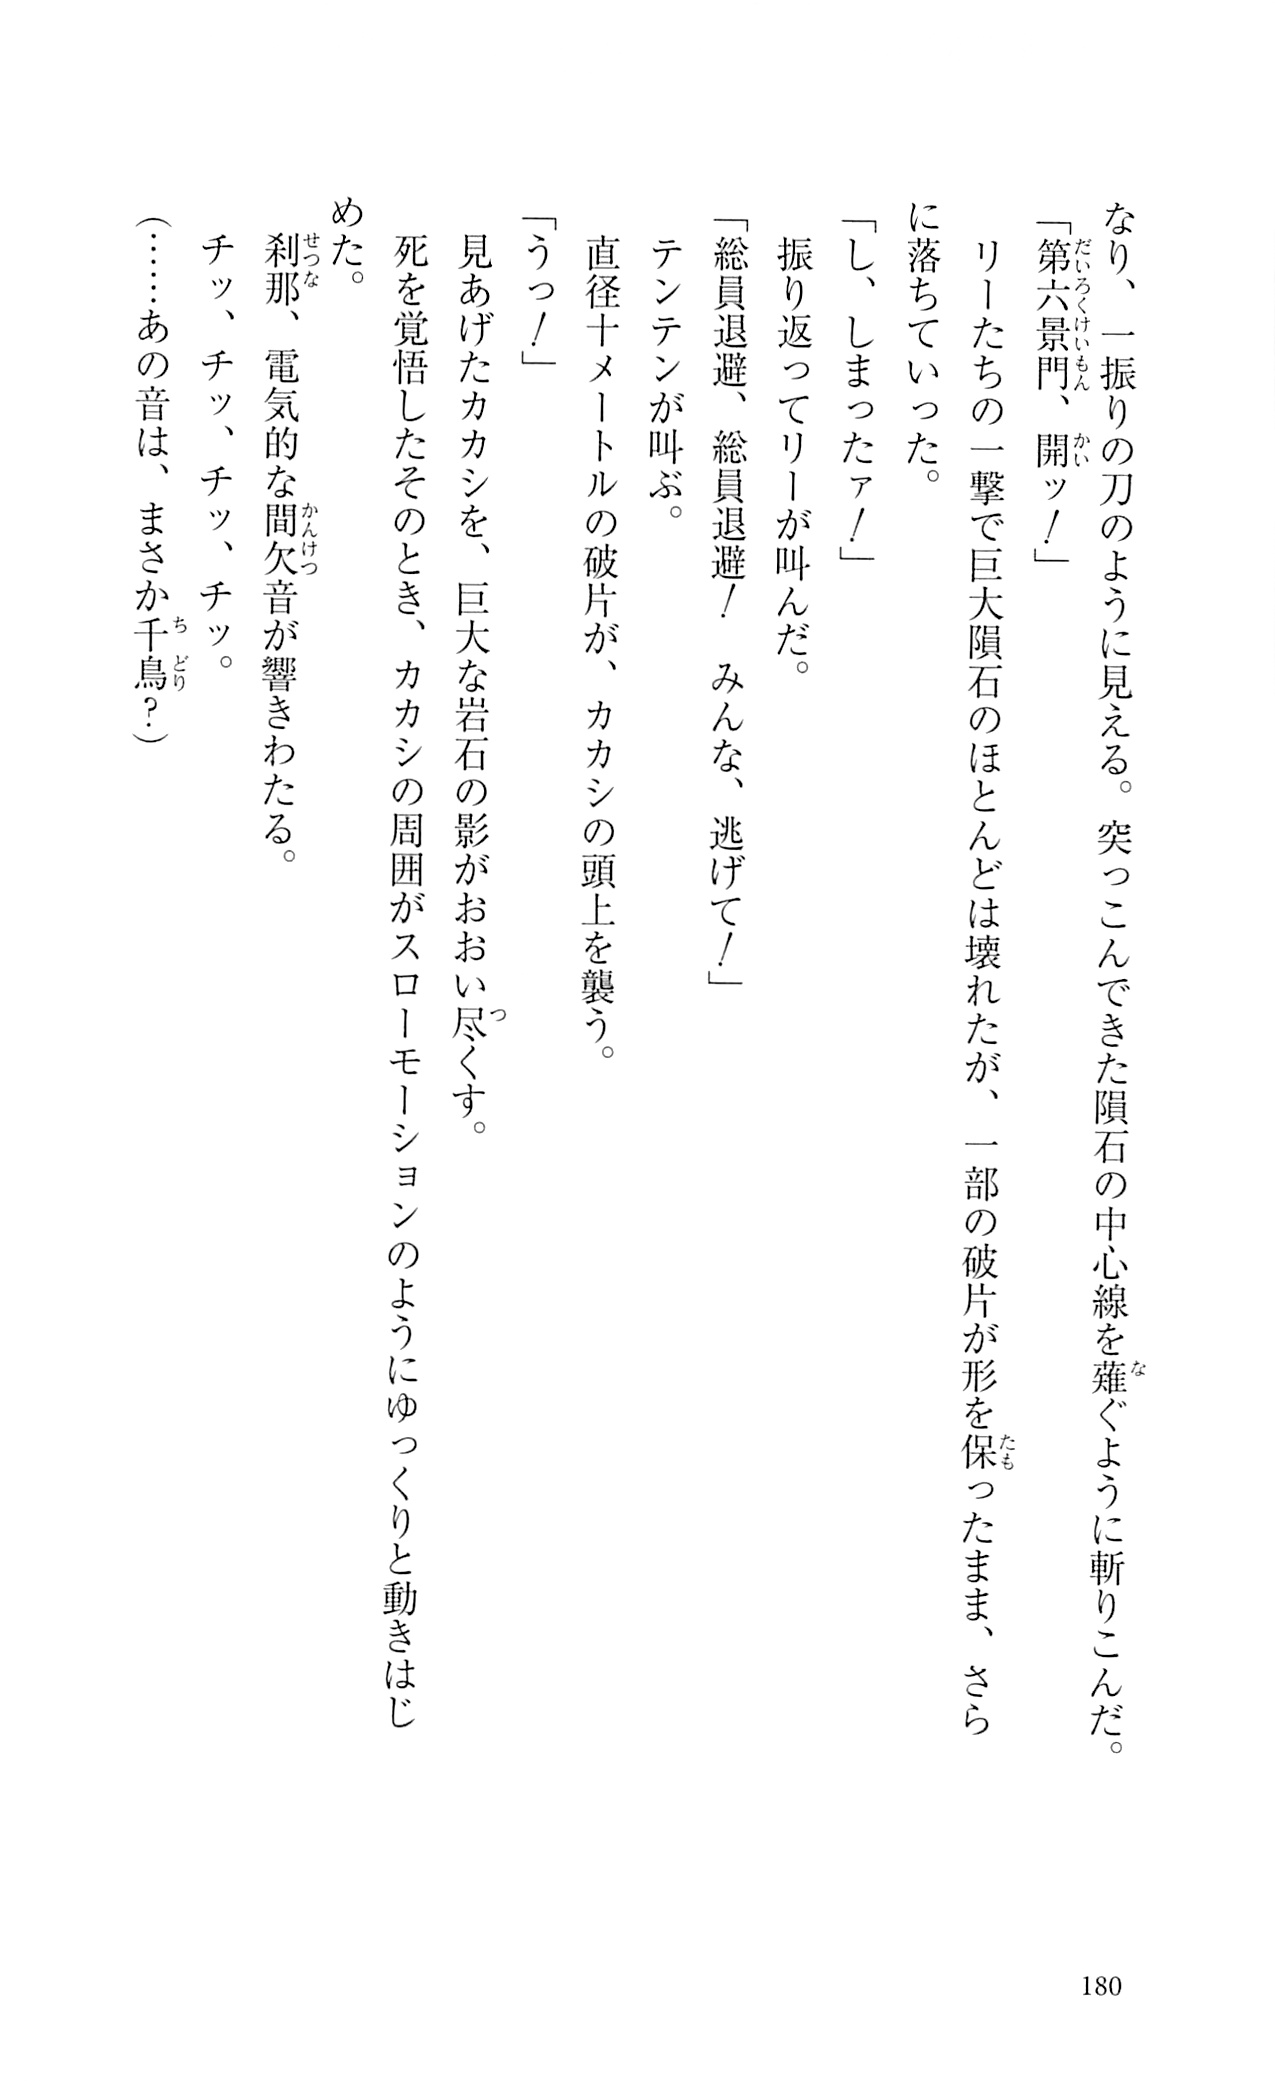 なり、一振りの刀のように見える。突っこんできた隕石の中心線を薙ぐように斬りこんだ。
「第六景門、開ッ！」
リーたちの一撃で巨大隕石のほとんどは壊れたが、一部の破片が形を保ったまま、さら
に落ちていった。
「し、しまったァ！」
振り返ってリーが叫んだ。
「総員退避、総員退避！　みんな、逃げて！」
テンテンが叫ぶ。
直径十メートルの破片が、カカシの頭上を襲う。
「うっ！」
見あげたカカシを、巨大な岩石の影がおおい尽くす。
死を覚悟したそのとき、カカシの周囲がスローモーションのようにゆっくりと動きはじ
めた。
刹那、電気的な間欠音が響きわたる。
チッ、チッ、チッ、チッ。
（……あの音は、まさか千鳥？）
180